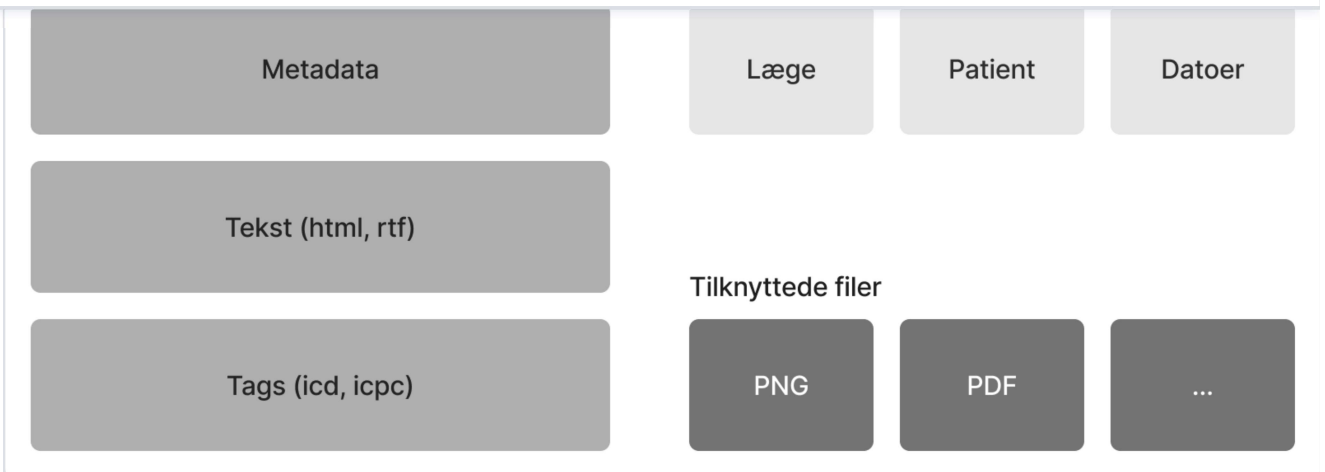 Metadata
Læge
Patient
Datoer
Tekst (html, rtf)
Tilknyttede filer
Tags (icd, icpc)
PNG
PDF
...